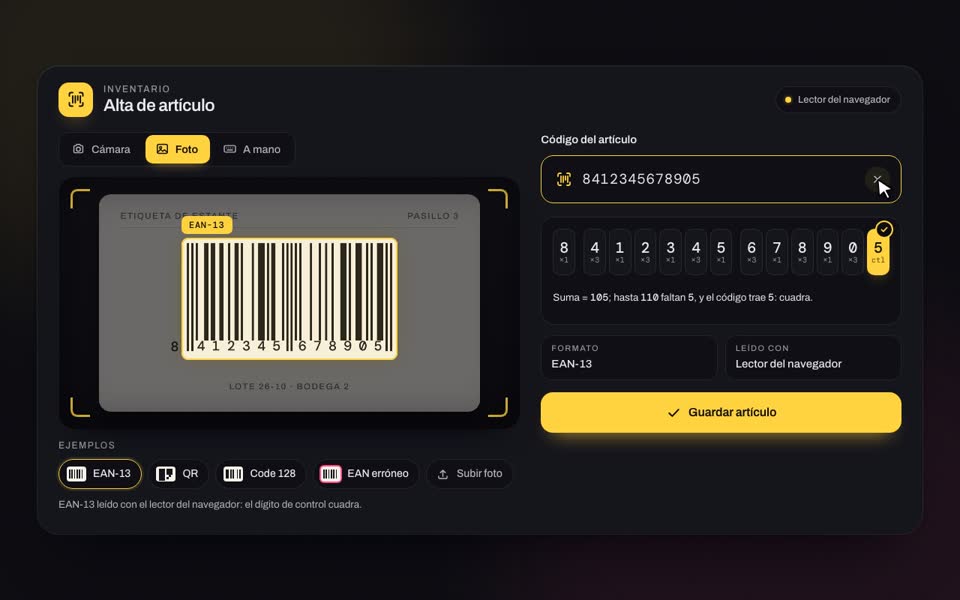 INVENTARIO
Alta de artículo
Lector del navegador
Cámara
Foto
A mano
ETIQUETA DE ESTANTE
PASILLO 3
EAN-13
8 412345 678905
LOTE 26-10 · BODEGA 2
EJEMPLOS
EAN-13
QR
Code 128
EAN erróneo
Subir foto
EAN-13 leído con el lector del navegador: el dígito de control cuadra.
Código del artículo
8412345678905
8 4 1 2 3 4 5 6 7 8 9 0 5
×1 ×3 ×1 ×3 ×1 ×3 ×1 ×3 ×1 ×3 ×1 ×3 ctl
Suma = 105; hasta 110 faltan 5, y el código trae 5: cuadra.
FORMATO
EAN-13
LEÍDO CON
Lector del navegador
Guardar artículo